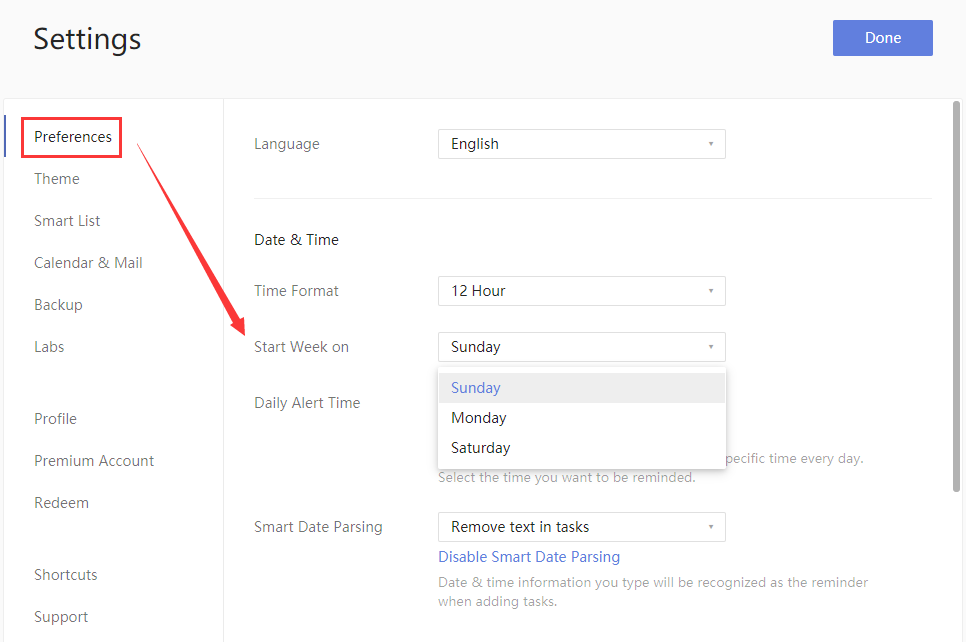 Settings
Done
Preferences
Theme
Smart List
Calendar & Mail
Backup
Labs
Profile
Premium Account
Redeem
Shortcuts
Support
Language
English
Date & Time
Time Format
12 Hour
Start Week on
Sunday
Sunday
Monday
Saturday
Daily Alert Time
time every day.
Select the time you want to be reminded.
Smart Date Parsing
Remove text in tasks
Disable Smart Date Parsing
Date & time information you type will be recognized as the reminder
when adding tasks.